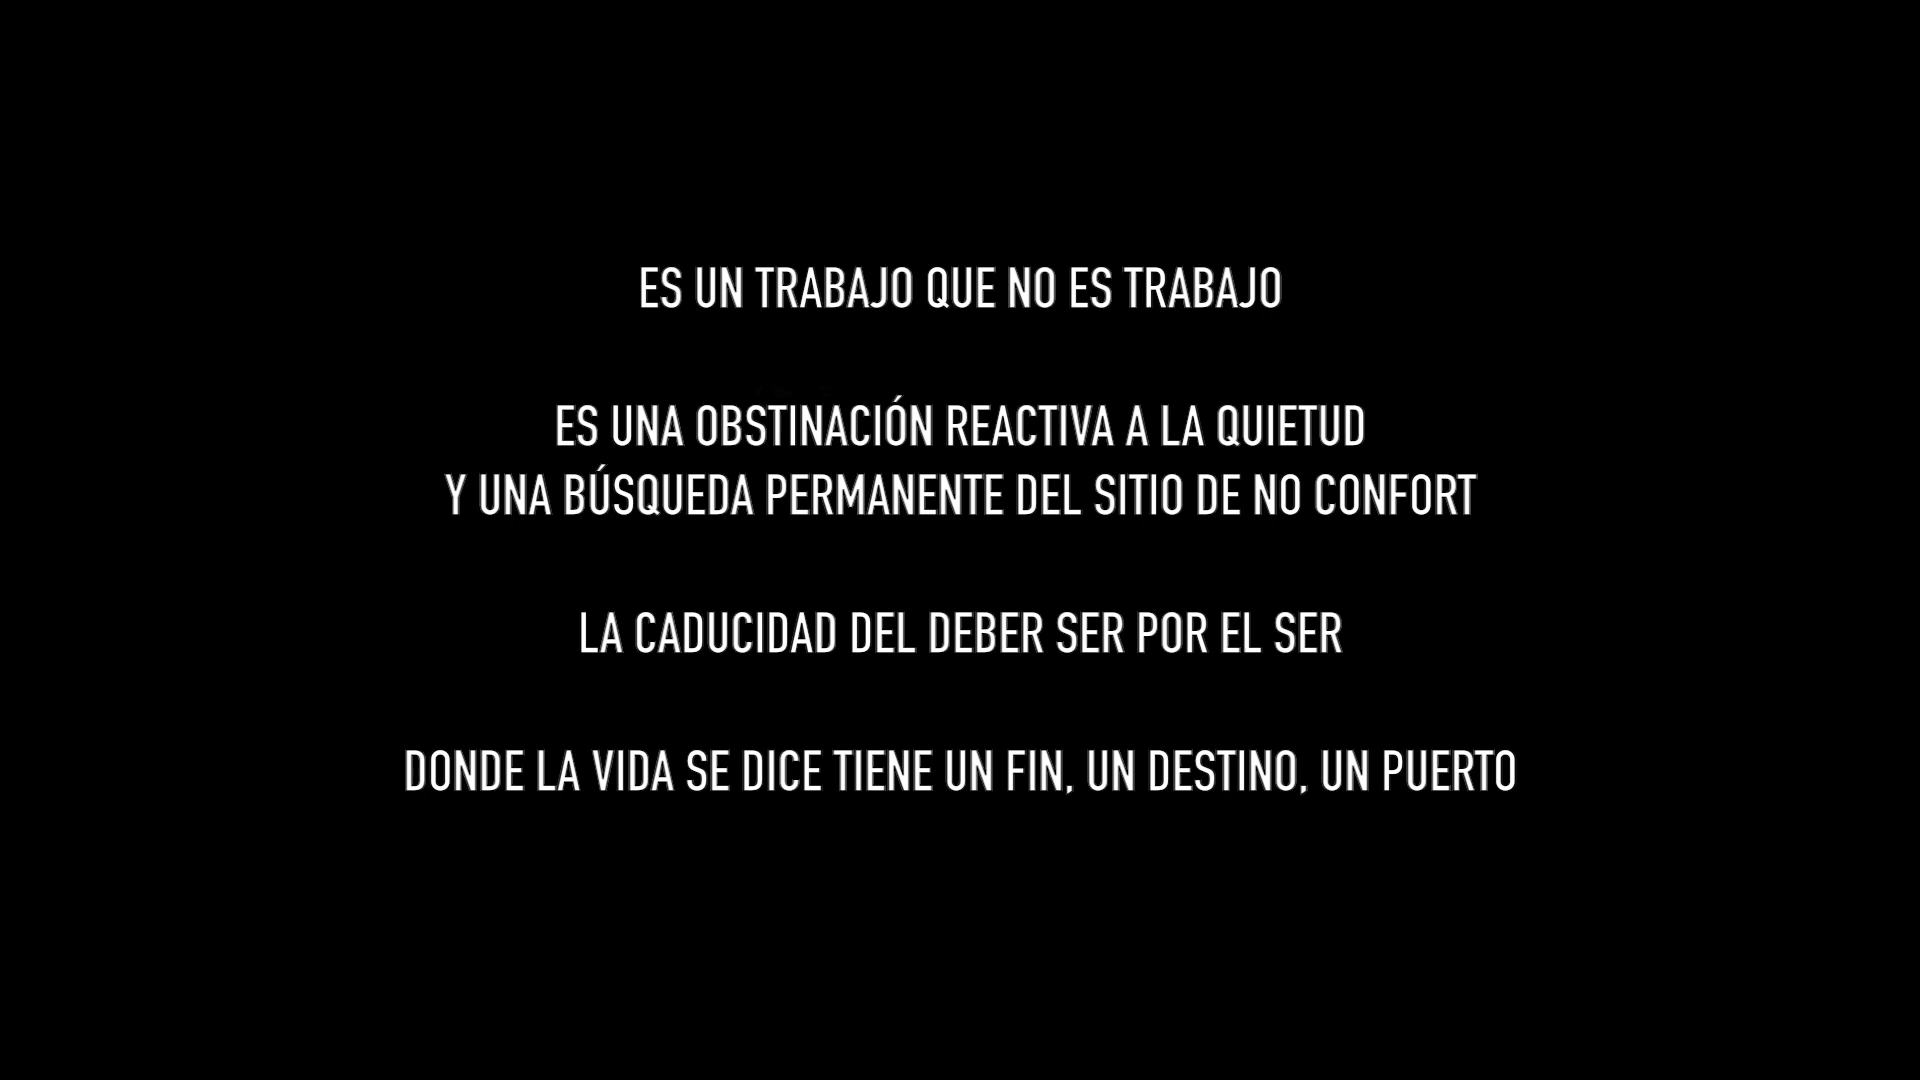 ES UN TRABAJO QUE NO ES TRABAJO
ES UNA OBSTINACIÓN REACTIVA A LA QUIETUD
Y UNA BÚSQUEDA PERMANENTE DEL SITIO DE NO CONFORT
LA CADUCIDAD DEL DEBER SER POR EL SER
DONDE LA VIDA SE DICE TIENE UN FIN, UN DESTINO, UN PUERTO